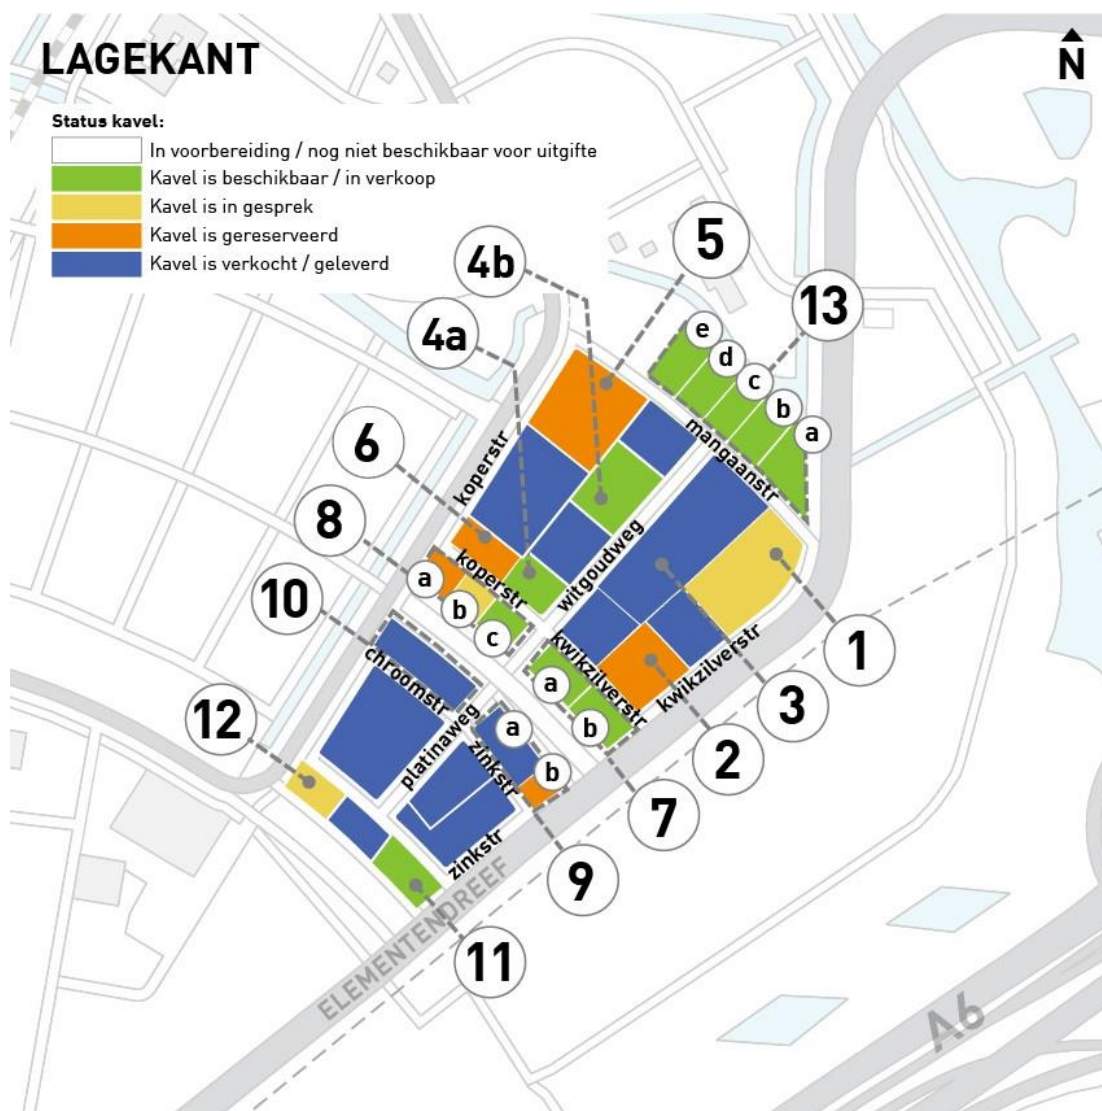 LAGEKANT
N
Status kavel:
In voorbereiding / nog niet beschikbaar voor uitgifte
Kavel is beschikbaar / in verkoop
Kavel is in gesprek
Kavel is gereserveerd
Kavel is verkocht / geleverd
5
4b
13
4a
e
d
c
b
a
mangaanstr
koperstr
6
8
koperstr
witgoudweg
a
b
c
10
1
kwikzilverstr
kwikzilverstr
a
b
3
2
chroomstr
12
platinaweg
a
zinkstr
b
7
zinkstr
9
11
ELEMENTENDREEF
A6